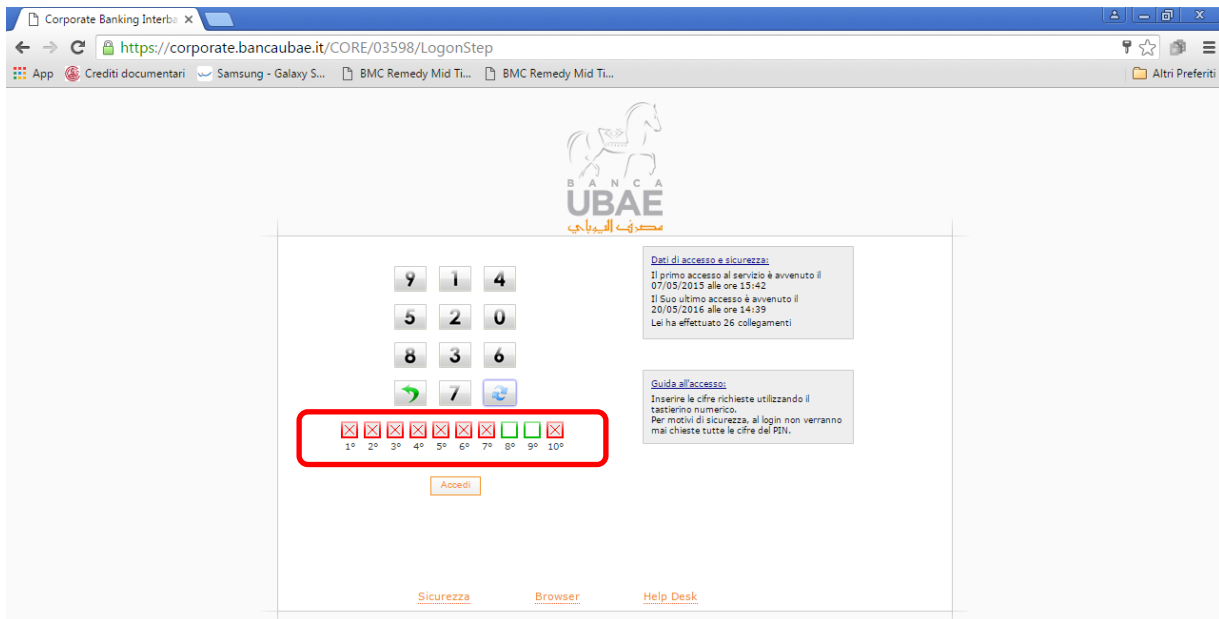 Corporate Banking Interba
https://corporate.bancaubae.it/CORE/03598/LogonStep
App Crediti documentari Samsung - Galaxy S... BMC Remedy Mid Ti... BMC Remedy Mid Ti... Altri Preferiti
BANCA
UBAE
مصرف اليوباي
9 1 4
5 2 0
8 3 6
7
1° 2° 3° 4° 5° 6° 7° 8° 9° 10°
Accedi
Dati di accesso e sicurezza:
Il primo accesso al servizio è avvenuto il
07/05/2015 alle ore 15:42
Il Suo ultimo accesso è avvenuto il
20/05/2016 alle ore 14:39
Lei ha effettuato 26 collegamenti
Guida all'accesso:
Inserire le cifre richieste utilizzando il
tastierino numerico.
Per motivi di sicurezza, al login non verranno
mai chieste tutte le cifre del PIN.
Sicurezza Browser Help Desk